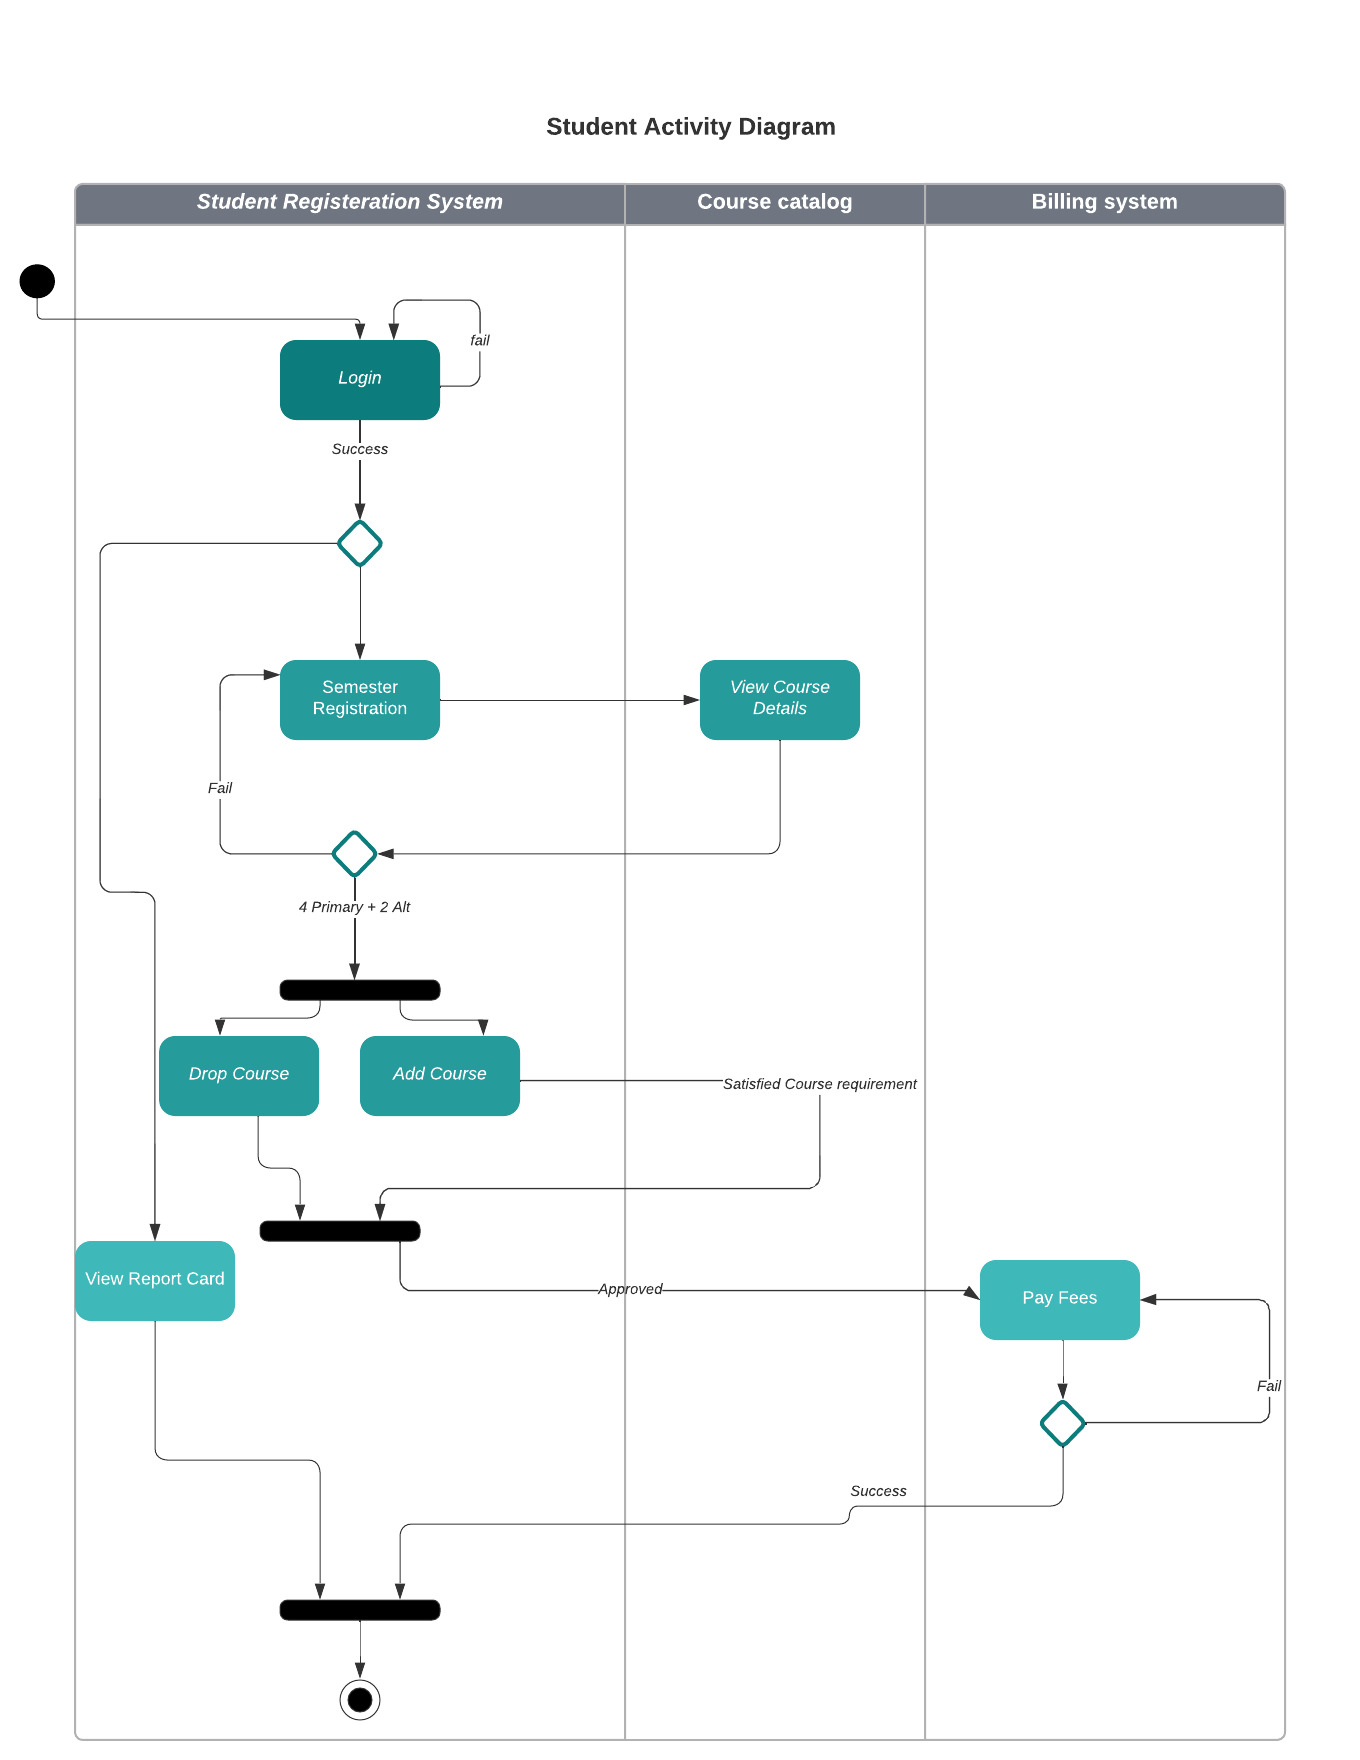 Student Activity Diagram
Student Registeration System
Course catalog
Billing system
fail
Login
Success
Semester
Registration
View Course
Details
Fail
4 Primary + 2 Alt
Drop Course
Add Course
Satisfied Course requirement
View Report Card
Approved
Pay Fees
Fail
Success